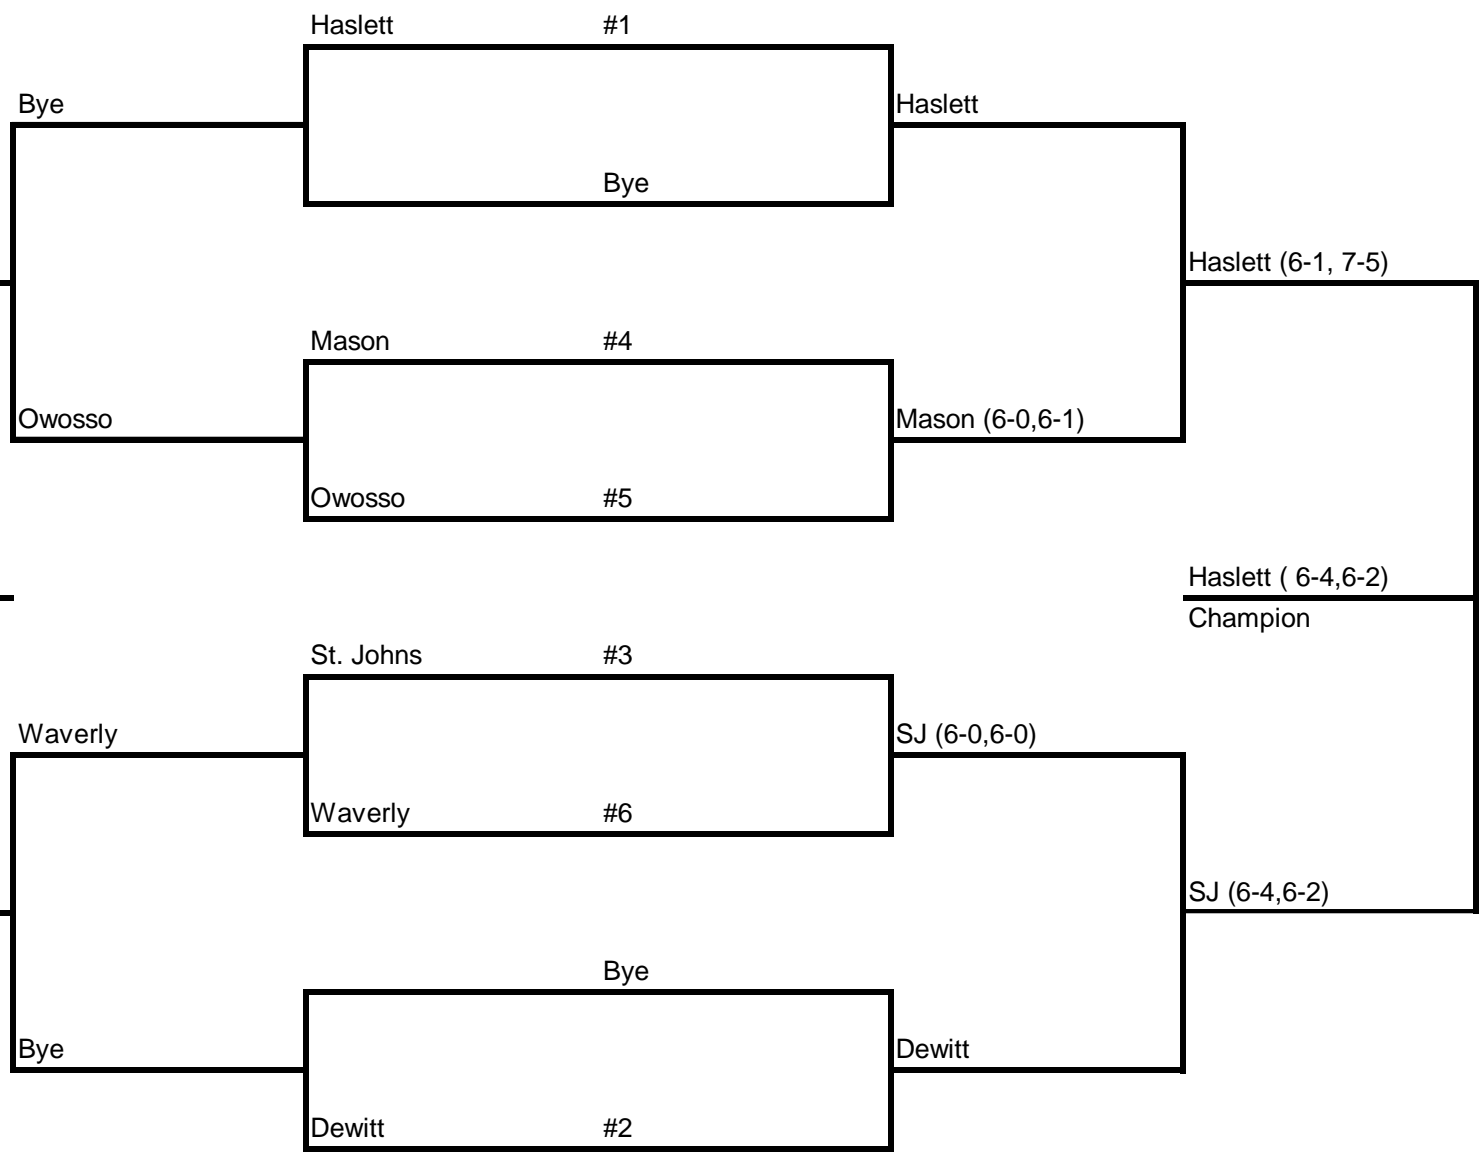 Haslett #1
Bye Haslett
Bye
Haslett (6-1, 7-5)
Mason #4
Owosso Mason (6-0,6-1)
Owosso #5
Haslett ( 6-4,6-2)
Champion
St. Johns #3
Waverly SJ (6-0,6-0)
Waverly #6
SJ (6-4,6-2)
Bye
Bye Dewitt
Dewitt #2